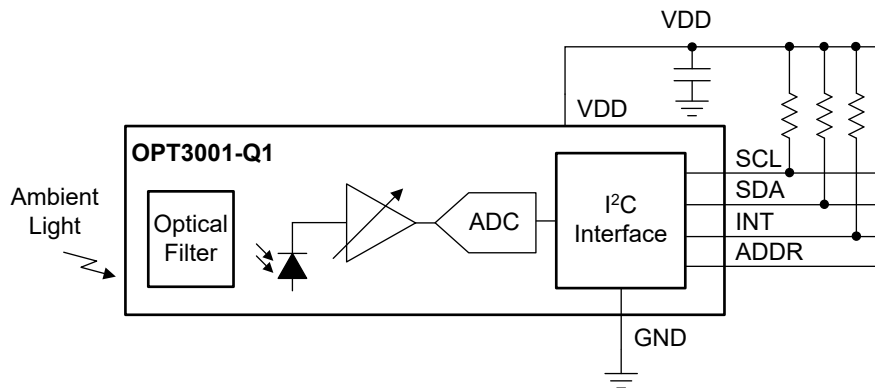 VDD
VDD
OPT3001-Q1
Ambient
Light
Optical
Filter
ADC
I²C
Interface
SCL
SDA
INT
ADDR
GND